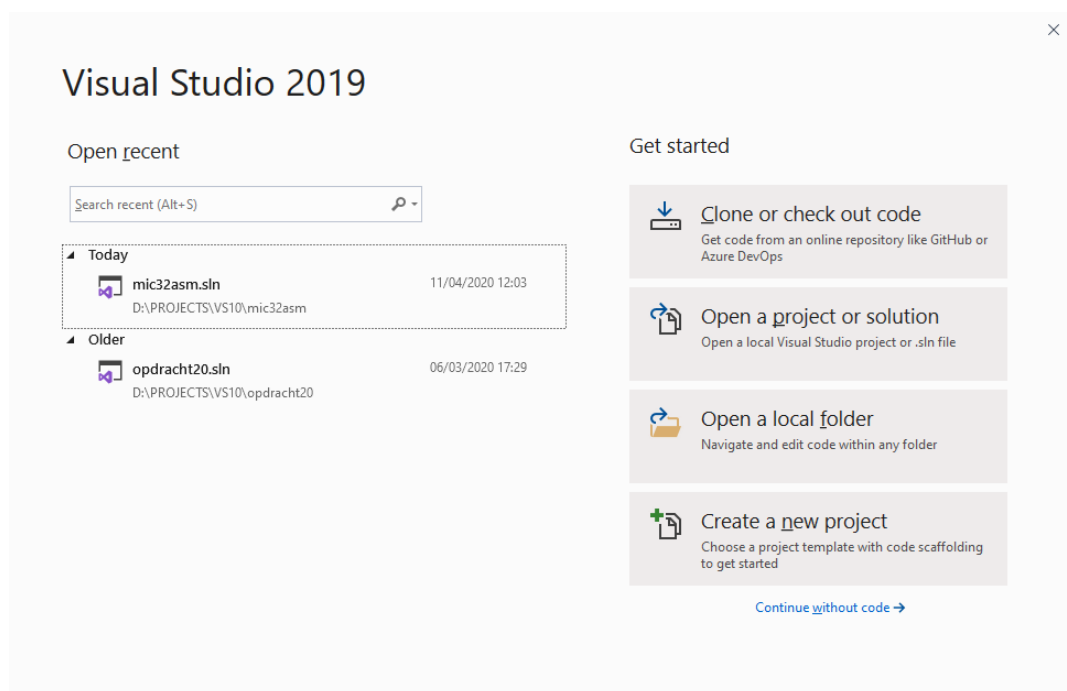 Visual Studio 2019
Open recent
Search recent (Alt+S)
Today
mic32asm.sln 11/04/2020 12:03
D:\PROJECTS\VS10\mic32asm
Older
opdracht20.sln 06/03/2020 17:29
D:\PROJECTS\VS10\opdracht20
Get started
Clone or check out code
Get code from an online repository like GitHub or
Azure DevOps
Open a project or solution
Open a local Visual Studio project or .sln file
Open a local folder
Navigate and edit code within any folder
Create a new project
Choose a project template with code scaffolding
to get started
Continue without code